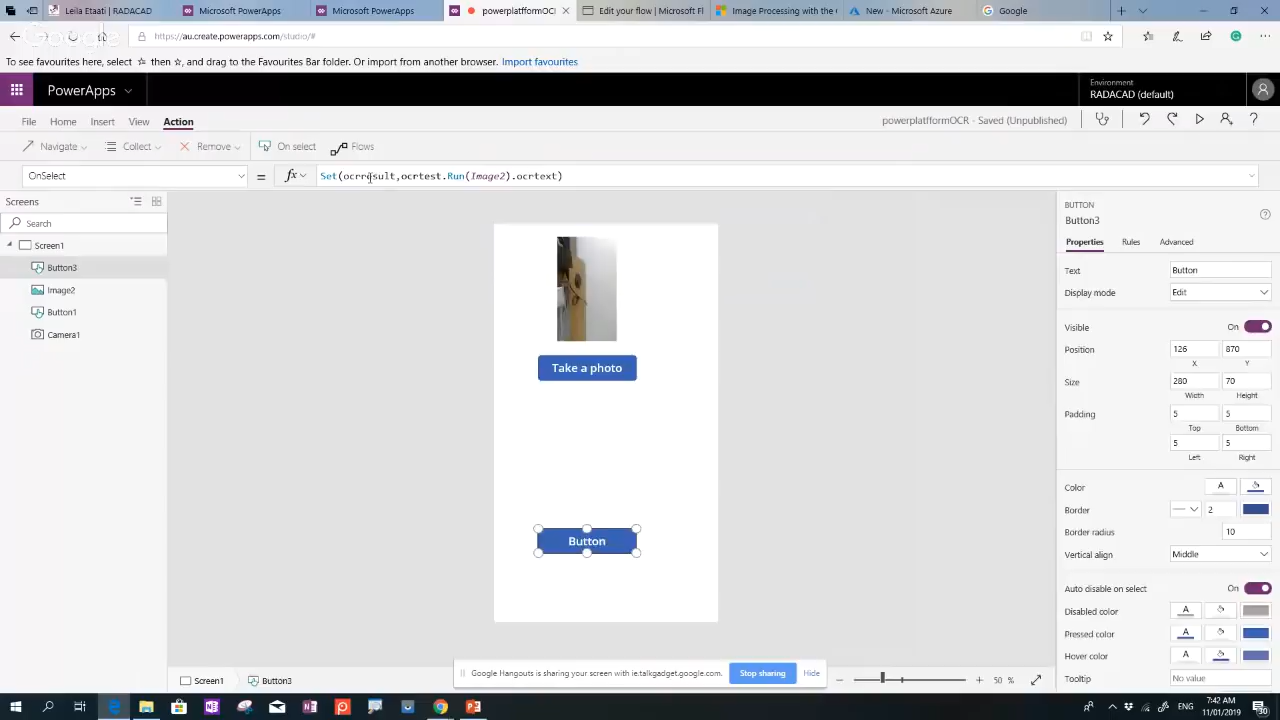 Leila Etaati | RADACAD
Microsoft PowerApps
Microsoft PowerApps
powerplatfformOCR
Edit your flow | Microsoft Fl
Image Processing with the
New - Microsoft Azure
Google
https://au.create.powerapps.com/studio/#
To see favourites here, select ☆ then ☆, and drag to the Favourites Bar folder. Or import from another browser. Import favourites
PowerApps
Environment
RADACAD (default)
File Home Insert View Action
powerplatfformOCR - Saved (Unpublished)
Navigate Collect Remove On select Flows
OnSelect = fx Set(ocrresult,ocrtest.Run(Image2).ocrtext)
Screens
Search
Screen1
Button3
Image2
Button1
Camera1
Take a photo
Button
BUTTON
Button3
Properties Rules Advanced
Text Button
Display mode Edit
Visible On
Position 126 870
X Y
Size 280 70
Width Height
Padding 5 5
Top Bottom
5 5
Left Right
Color A
Border 2
Border radius 10
Vertical align Middle
Auto disable on select On
Disabled color A
Pressed color A
Hover color A
Tooltip No value
Google Hangouts is sharing your screen with ie.talkgadget.google.com. Stop sharing Hide
Screen1 Button3
50 %
ENG
7:42 AM
11/01/2019
30